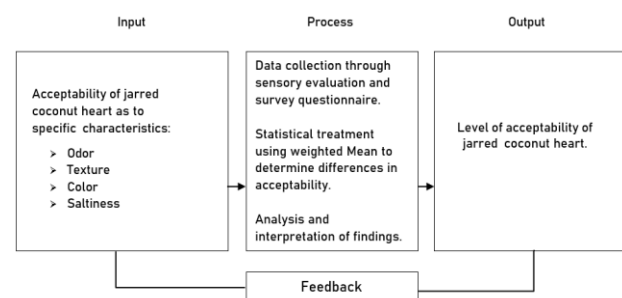 Input
Process
Output
Acceptability of jarred
coconut heart as to
specific characteristics:
➢ Odor
➢ Texture
➢ Color
➢ Saltiness
Data collection through
sensory evaluation and
survey questionnaire.
Statistical treatment
using weighted Mean to
determine differences in
acceptability.
Analysis and
interpretation of findings.
Level of acceptability of
jarred coconut heart.
Feedback